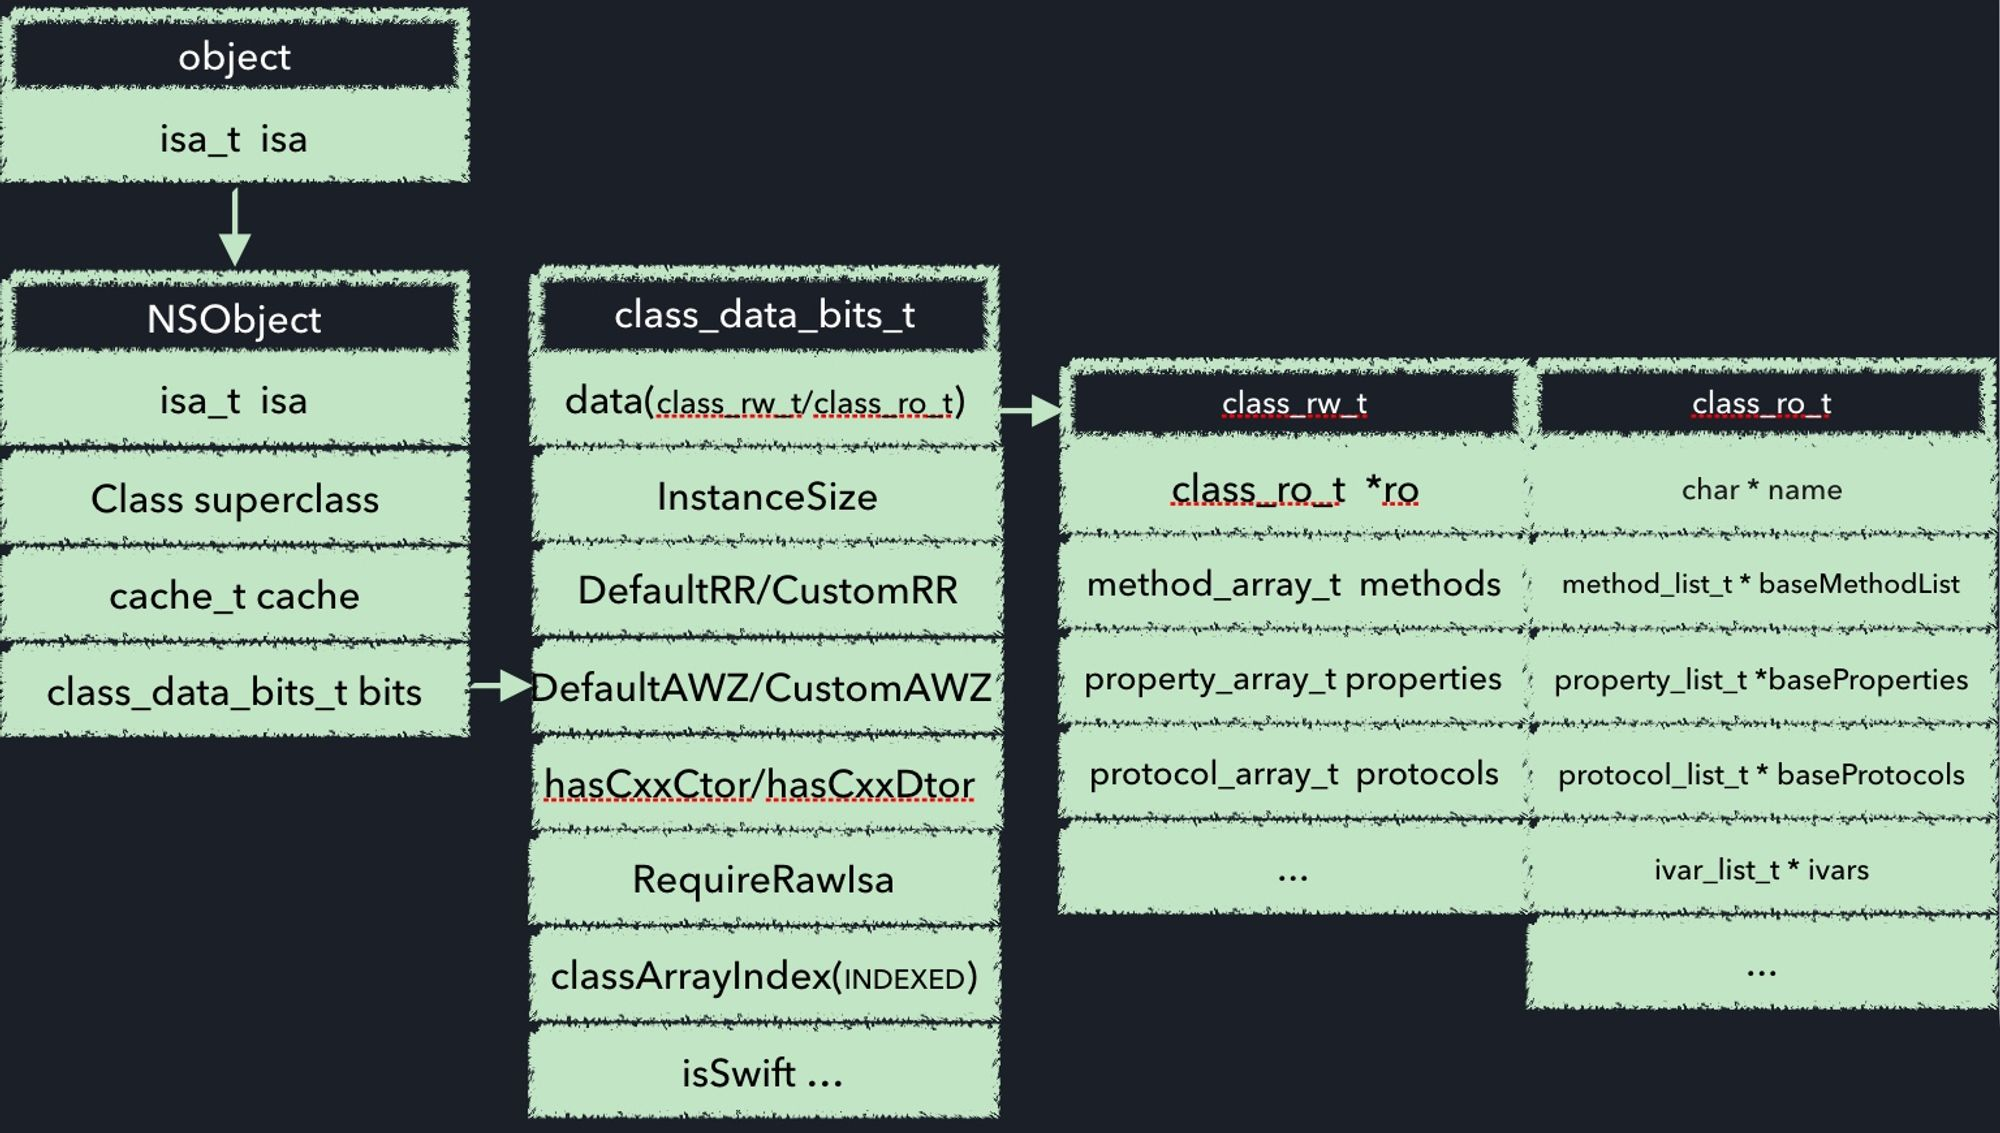 object
isa_t  isa
NSObject
isa_t  isa
Class superclass
cache_t cache
class_data_bits_t bits
class_data_bits_t
data(class_rw_t/class_ro_t)
InstanceSize
DefaultRR/CustomRR
DefaultAWZ/CustomAWZ
hasCxxCtor/hasCxxDtor
RequireRawIsa
classArrayIndex(INDEXED)
isSwift ...
class_rw_t
class_ro_t  *ro
method_array_t  methods
property_array_t properties
protocol_array_t  protocols
...
class_ro_t
char * name
method_list_t * baseMethodList
property_list_t *baseProperties
protocol_list_t * baseProtocols
ivar_list_t * ivars
...